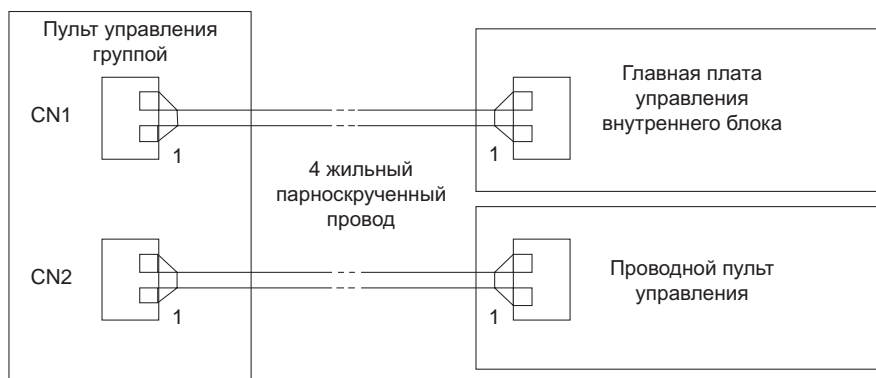 Пульт управления
группой
CN1
1
1
Главная плата
управления
внутреннего блока
4 жильный
парноскрученный
провод
CN2
1
1
Проводной пульт
управления